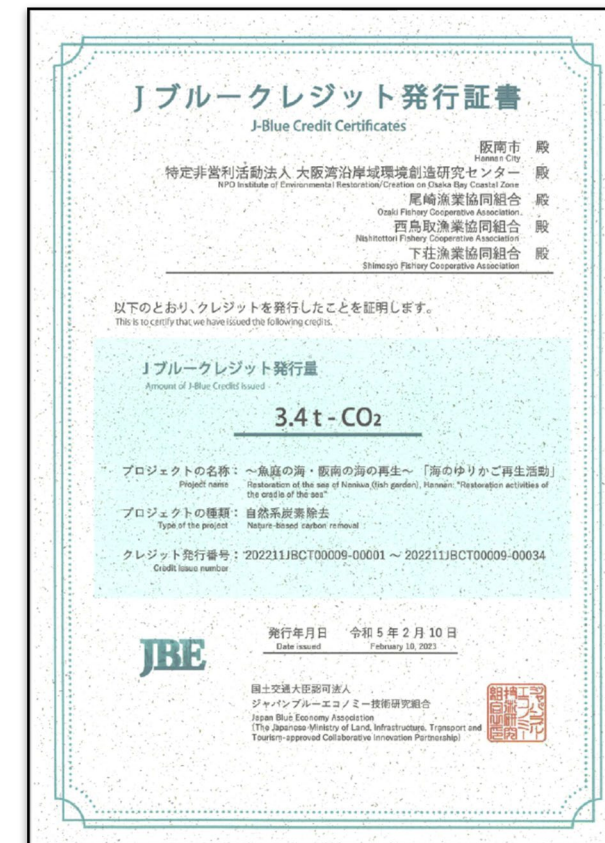 Jブルークレジット発行証書
J-Blue Credit Certificates
阪南市 殿
Hannan City
特定非営利活動法人 大阪湾沿岸域環境創造研究センター 殿
NPO Institute of Environmental Restoration/Creation on Osaka Bay Coastal Zone
尾崎漁業協同組合 殿
Ozaki Fishery Cooperative Association
西鳥取漁業協同組合 殿
Nishitottori Fishery Cooperative Association
下荘漁業協同組合 殿
Shimosyo Fishery Cooperative Association
以下のとおり、クレジットを発行したことを証明します。
This is to certify that we have issued the following credits.
Jブルークレジット発行量
Amount of J-Blue Credits Issued
3.4 t - CO₂
プロジェクトの名称: ～魚庭の海・阪南の海の再生～ 「海のゆりかご再生活動」
Project name Restoration of the sea of Naniwa (fish garden), Hannan: "Restoration activities of
the cradle of the sea"
プロジェクトの種類: 自然系炭素除去
Type of the project Nature-based carbon removal
クレジット発行番号: 202211JBCT00009-00001 ～ 202211JBCT00009-00034
Credit issue number
発行年月日 令和 5 年 2 月 10 日
Date issued February 10, 2023
JBE
国土交通大臣認可法人
ジャパンブルーエコノミー技術研究組合
Japan Blue Economy Association
(The Japanese Ministry of Land, Infrastructure, Transport and
Tourism-approved Collaborative Innovation Partnership)